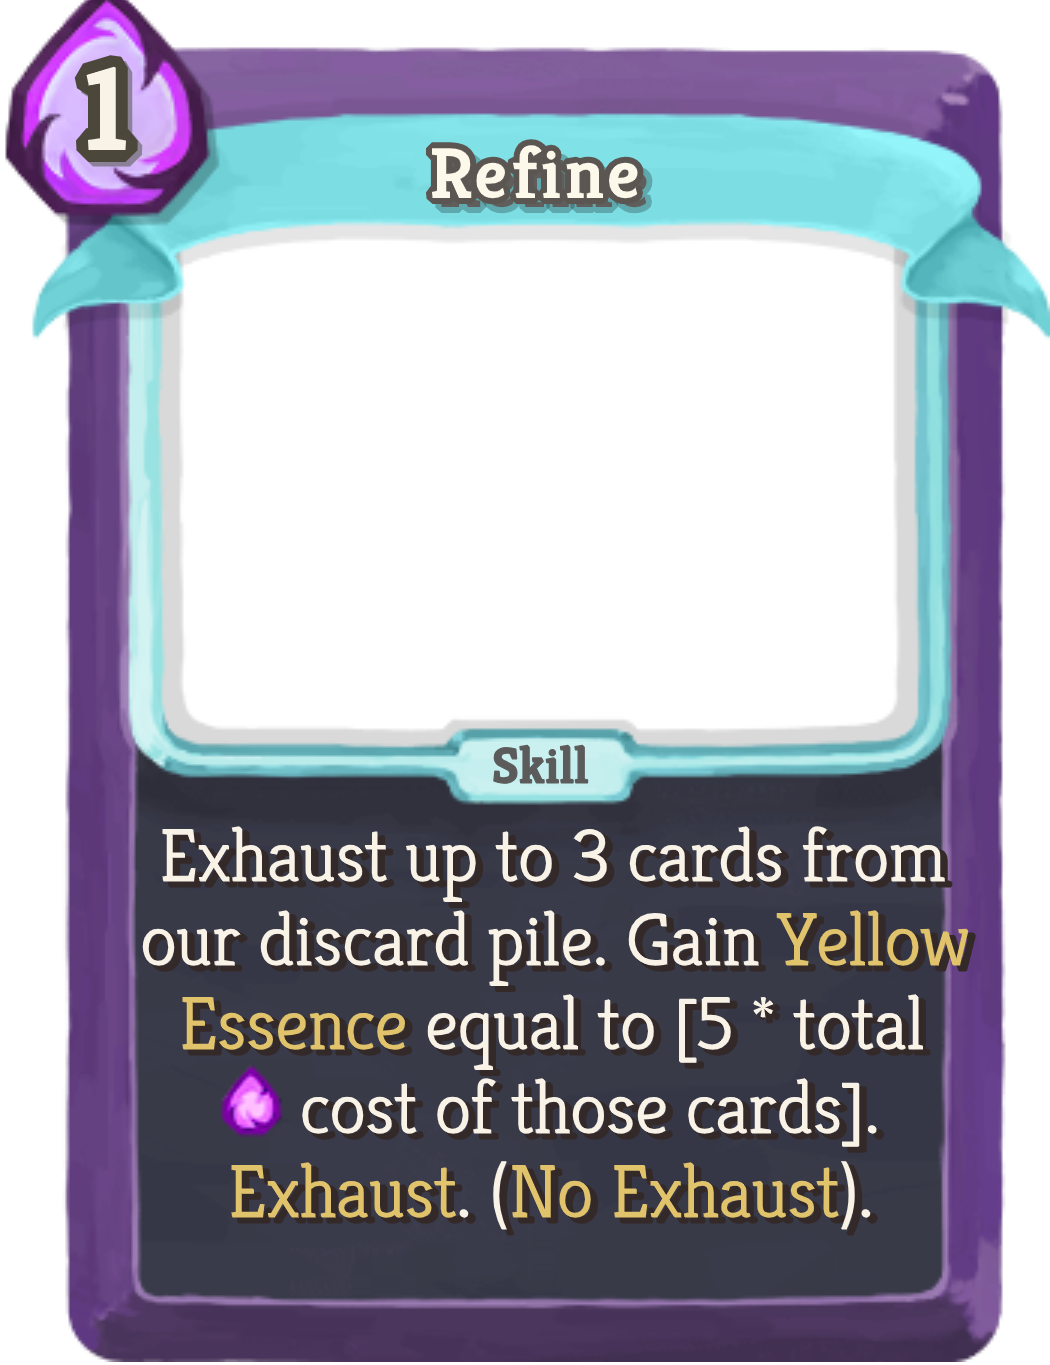 1
Refine
Skill
Exhaust up to 3 cards from
our discard pile. Gain Yellow
Essence equal to [5 * total
cost of those cards].
Exhaust. (No Exhaust).